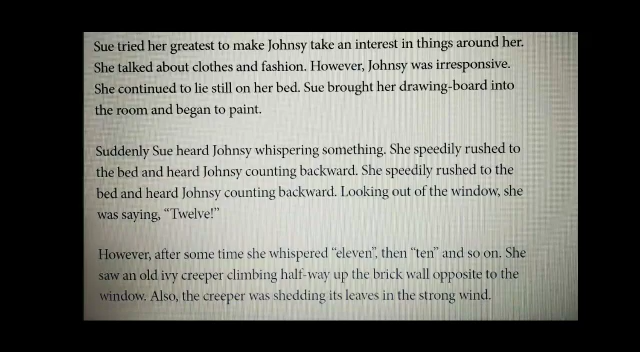 Sue tried her greatest to make Johnsy take an interest in things around her.
She talked about clothes and fashion. However, Johnsy was irresponsive.
She continued to lie still on her bed. Sue brought her drawing-board into
the room and began to paint.
Suddenly Sue heard Johnsy whispering something. She speedily rushed to
the bed and heard Johnsy counting backward. She speedily rushed to the
bed and heard Johnsy counting backward. Looking out of the window, she
was saying, “Twelve!”
However, after some time she whispered “eleven”, then “ten” and so on. She
saw an old ivy creeper climbing half-way up the brick wall opposite to the
window. Also, the creeper was shedding its leaves in the strong wind.